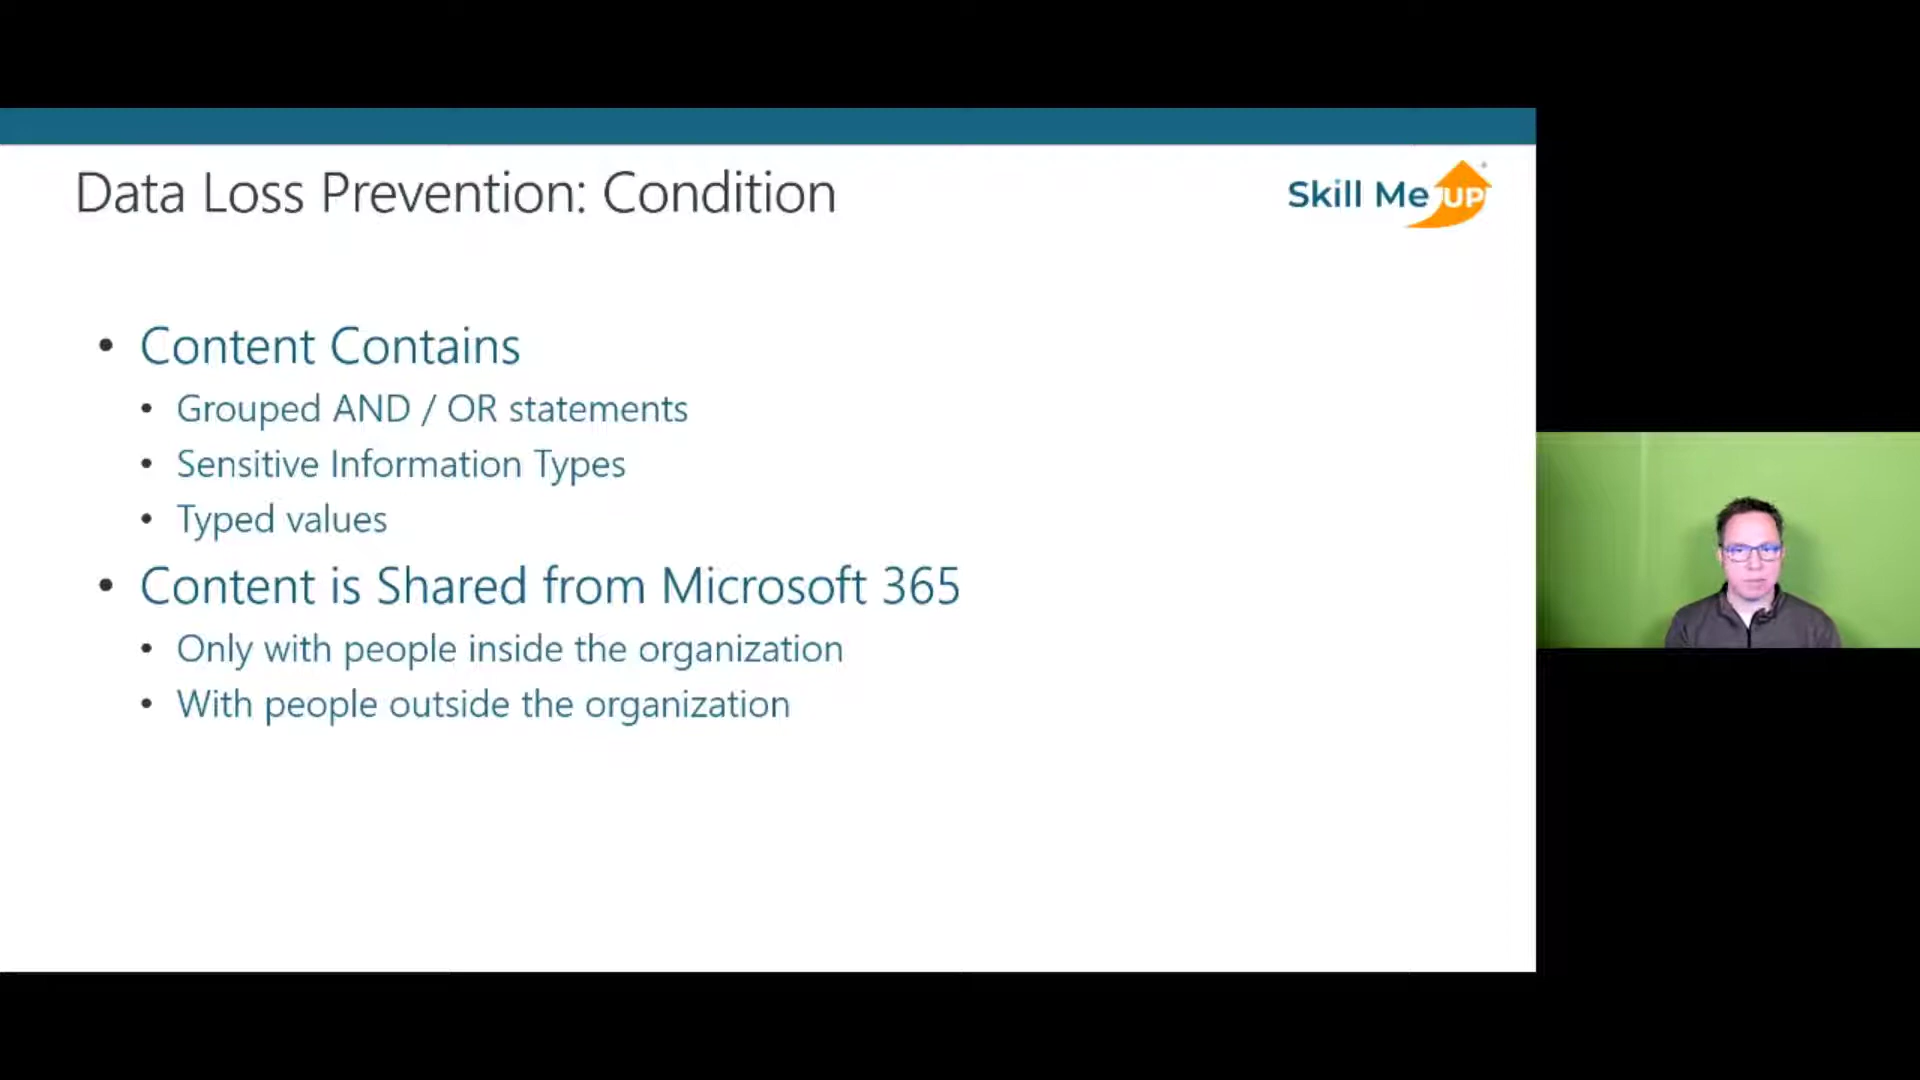 Data Loss Prevention: Condition
Skill Me UP
• Content Contains
• Grouped AND / OR statements
• Sensitive Information Types
• Typed values
• Content is Shared from Microsoft 365
• Only with people inside the organization
• With people outside the organization